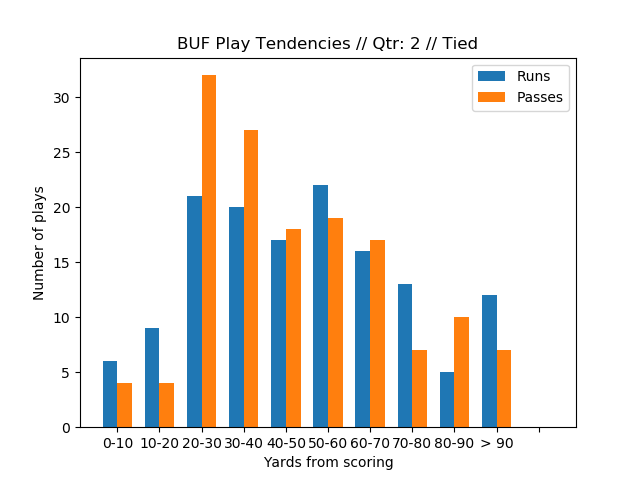 BUF Play Tendencies // Qtr: 2 // Tied
Runs
Passes
30
25
20
15
10
5
0
Number of plays
0-10 10-20 20-30 30-40 40-50 50-60 60-70 70-80 80-90 > 90
Yards from scoring